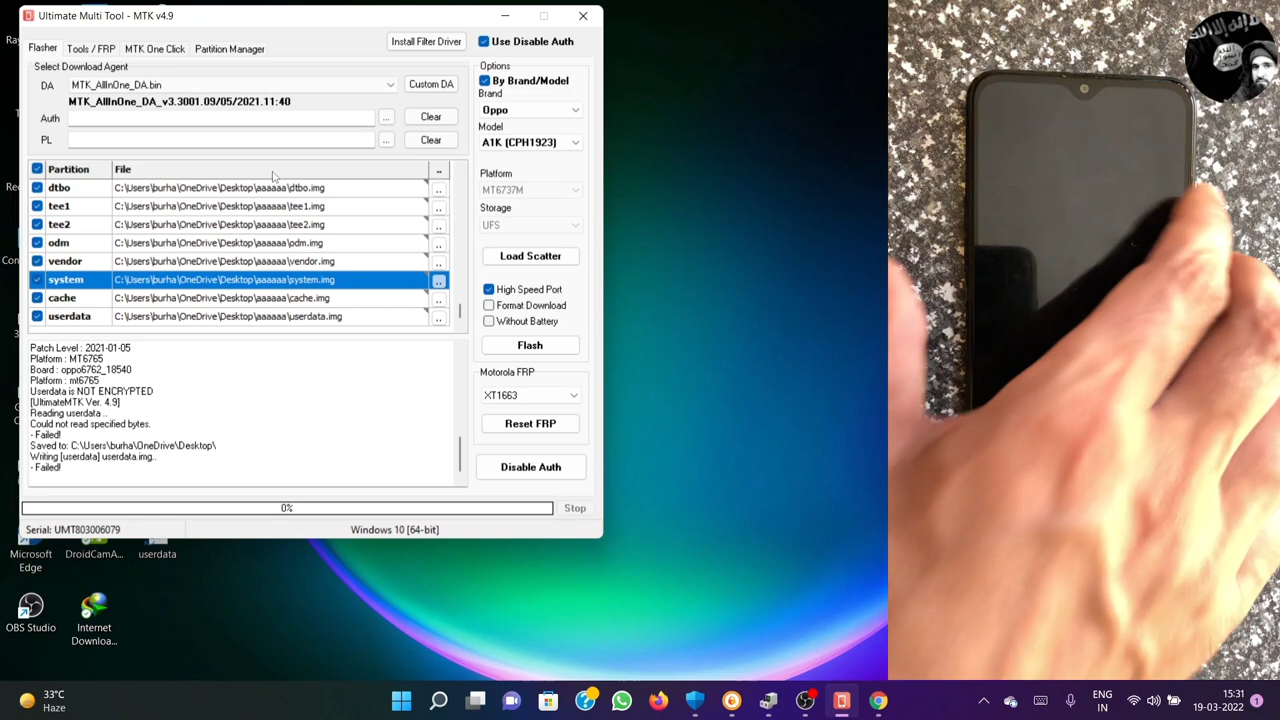 Ultimate Multi Tool - MTK v4.9
Flasher
Tools / FRP
MTK One Click
Partition Manager
Install Filter Driver
Use Disable Auth
Select Download Agent
DA
MTK_AllInOne_DA.bin
Custom DA
MTK_AllInOne_DA_v3.3001.09/05/2021.11:40
Auth
...
Clear
PL
...
Clear
Partition File ..
dtbo C:\Users\burha\OneDrive\Desktop\aaaaaa\dtbo.img ..
tee1 C:\Users\burha\OneDrive\Desktop\aaaaaa\tee1.img ..
tee2 C:\Users\burha\OneDrive\Desktop\aaaaaa\tee2.img ..
odm C:\Users\burha\OneDrive\Desktop\aaaaaa\odm.img ..
vendor C:\Users\burha\OneDrive\Desktop\aaaaaa\vendor.img ..
system C:\Users\burha\OneDrive\Desktop\aaaaaa\system.img ..
cache C:\Users\burha\OneDrive\Desktop\aaaaaa\cache.img ..
userdata C:\Users\burha\OneDrive\Desktop\aaaaaa\userdata.img ..
Patch Level : 2021-01-05
Platform : MT6765
Board : oppo6762_18540
Platform : mt6765
Userdata is NOT ENCRYPTED
[UltimateMTK Ver. 4.9]
Reading userdata ..
Could not read specified bytes.
- Failed!
Saved to: C:\Users\burha\OneDrive\Desktop\
Writing [userdata] userdata.img..
- Failed!
Options
By Brand/Model
Brand
Oppo
Model
A1K (CPH1923)
Platform
MT6737M
Storage
UFS
Load Scatter
High Speed Port
Format Download
Without Battery
Flash
Motorola FRP
XT1663
Reset FRP
Disable Auth
0%
Stop
Serial: UMT803006079
Windows 10 [64-bit]
Microsoft
Edge
DroidCamA...
userdata
OBS Studio
Internet
Downloa...
33°C
Haze
ENG
IN
15:31
19-03-2022